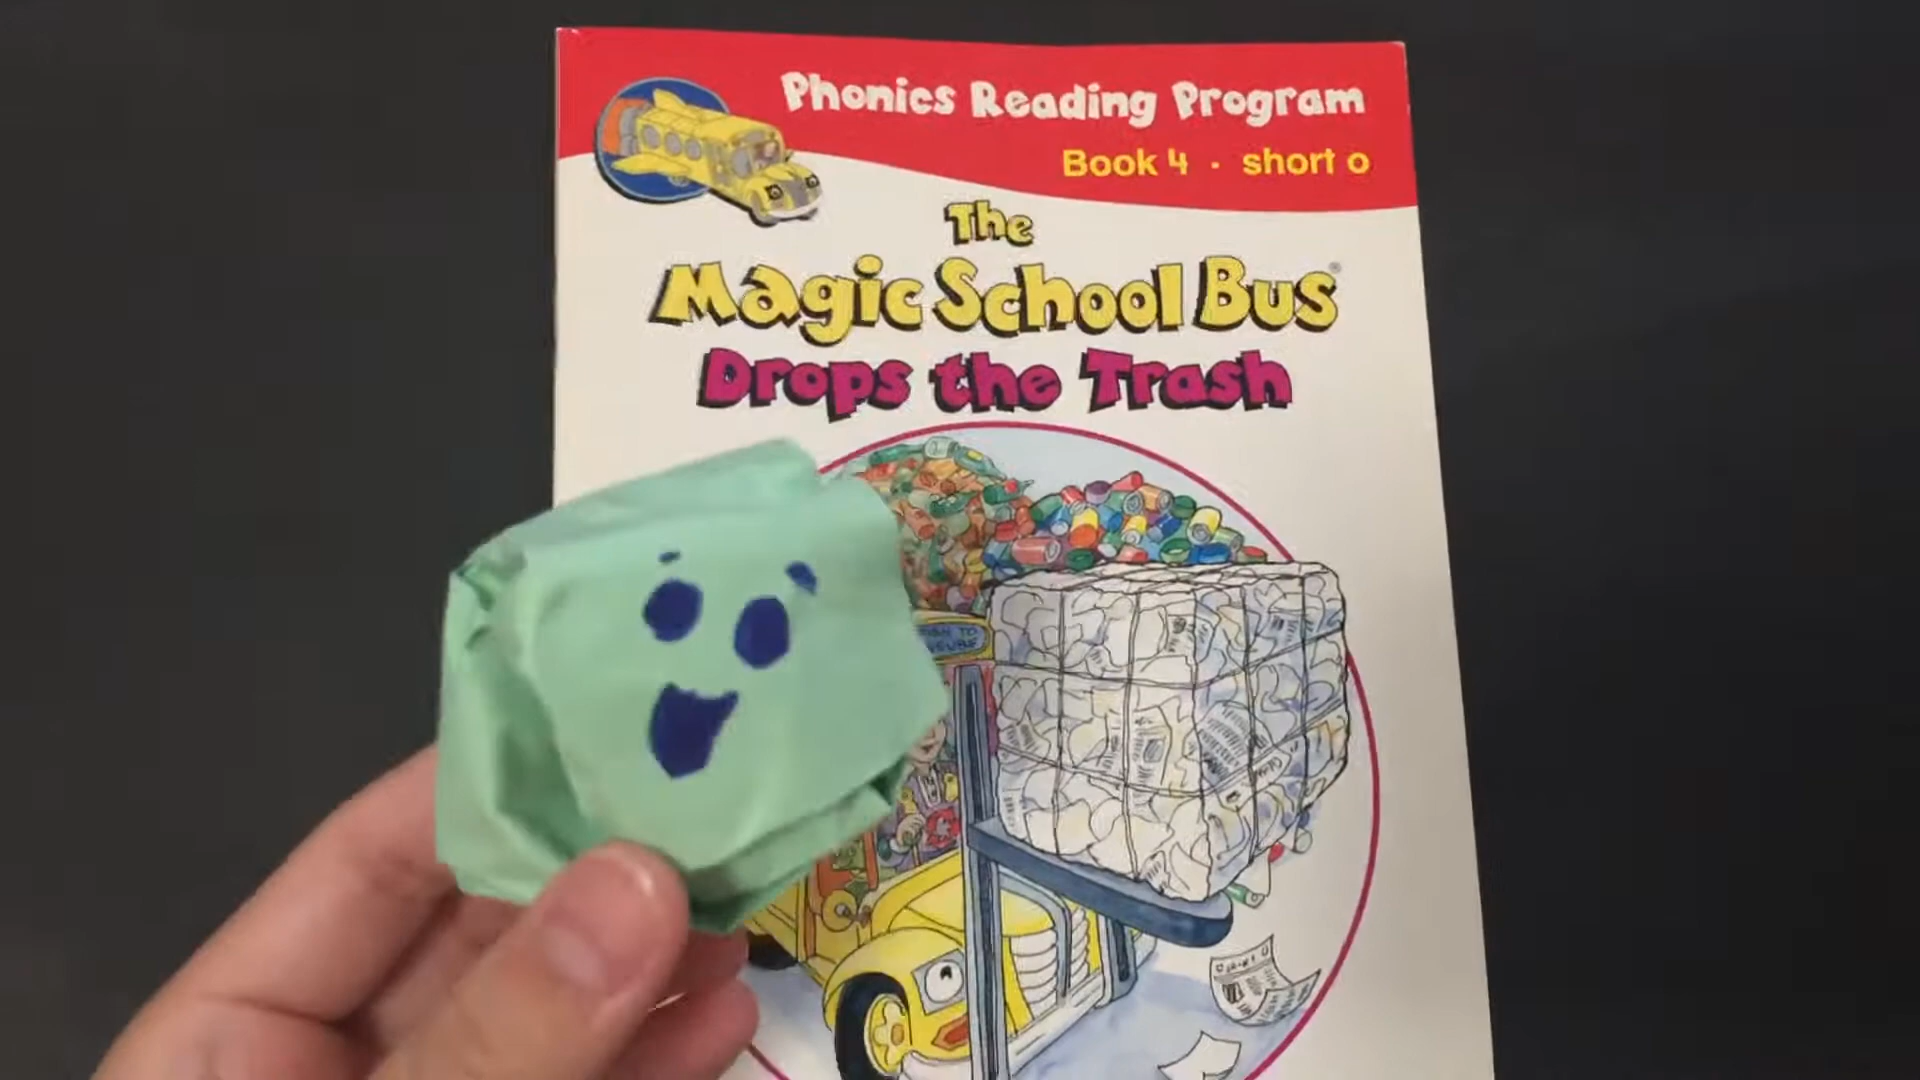 Phonics Reading Program
Book 4 · short o
The
Magic School Bus®
Drops the Trash